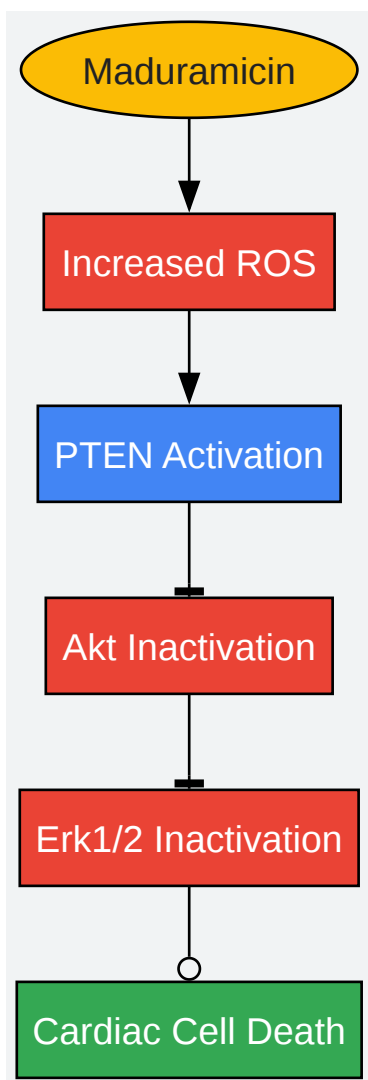 Maduramicin
Increased ROS
PTEN Activation
Akt Inactivation
Erk1/2 Inactivation
Cardiac Cell Death